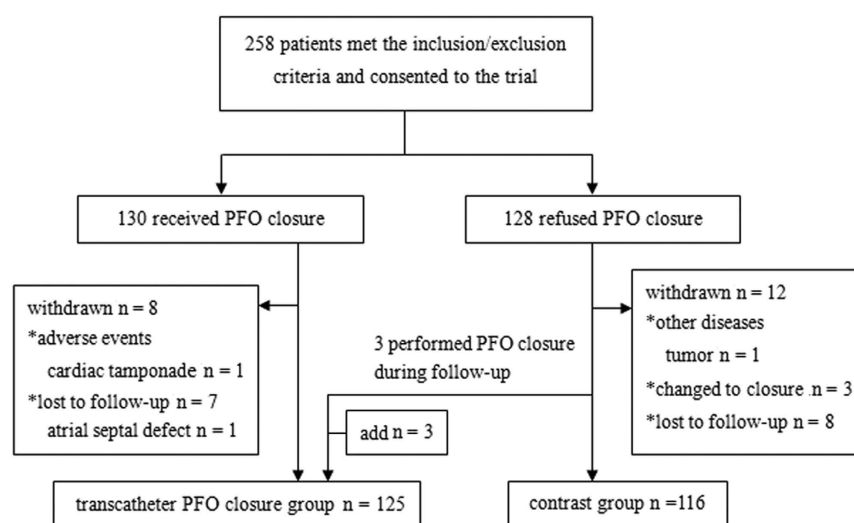 258 patients met the inclusion/exclusion
criteria and consented to the trial
130 received PFO closure
128 refused PFO closure
withdrawn n = 8
*adverse events
cardiac tamponade n = 1
*lost to follow-up n = 7
atrial septal defect n = 1
3 performed PFO closure
during follow-up
add n = 3
withdrawn n = 12
*other diseases
tumor n = 1
*changed to closure n = 3
*lost to follow-up n = 8
transcatheter PFO closure group n = 125
contrast group n =116